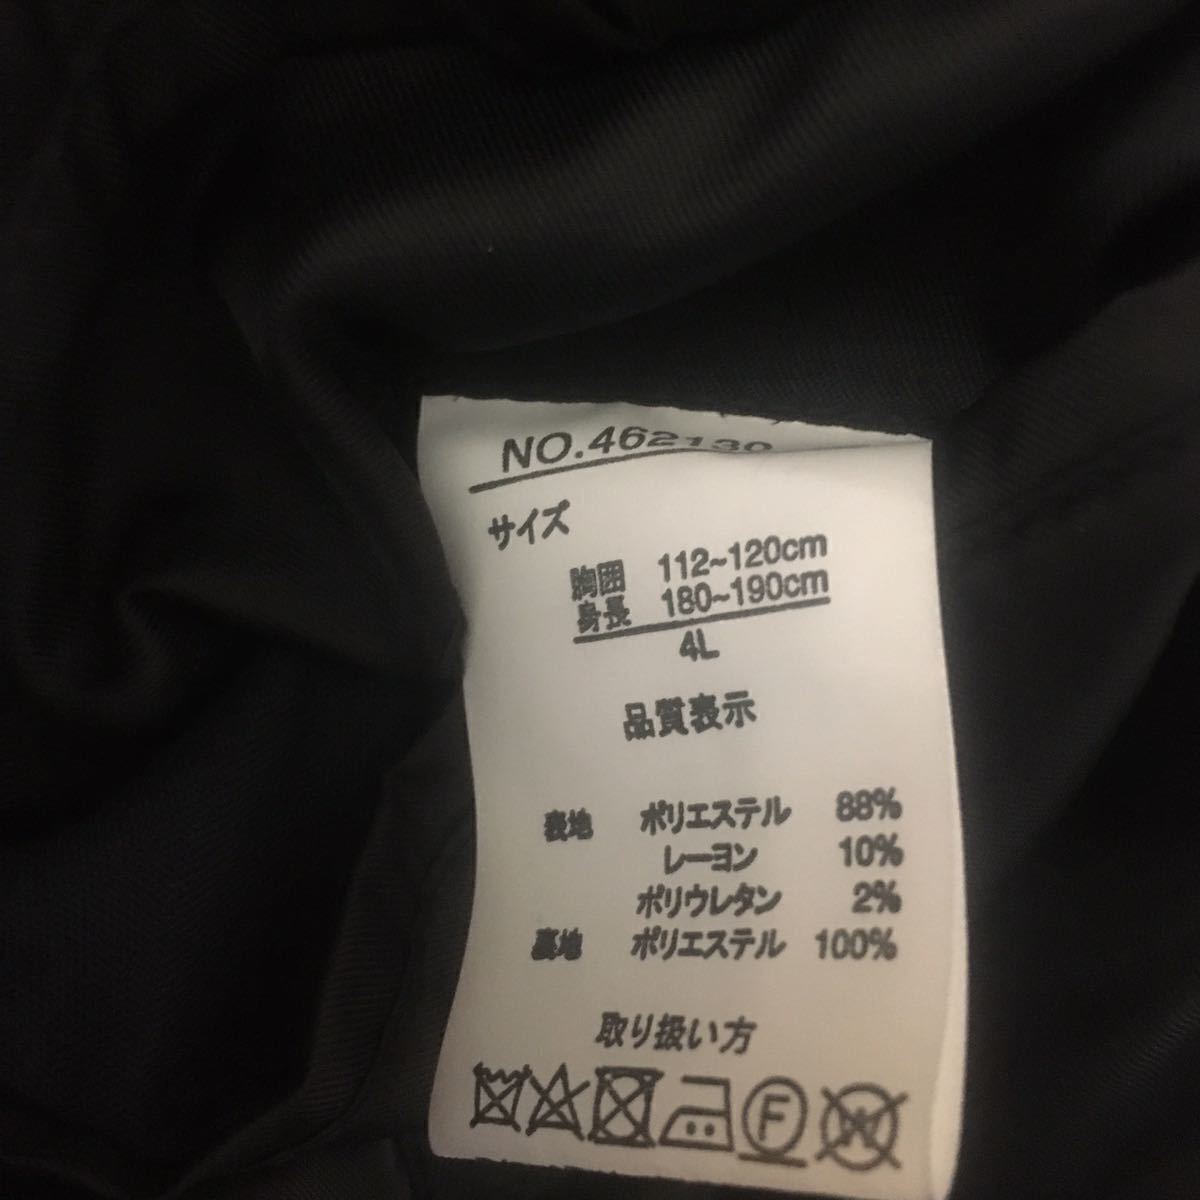 NO.462130
サイズ
胸囲 112~120cm
身長 180~190cm
4L
品質表示
表地 ポリエステル 88%
レーヨン 10%
ポリウレタン 2%
裏地 ポリエステル 100%
取り扱い方
F
W